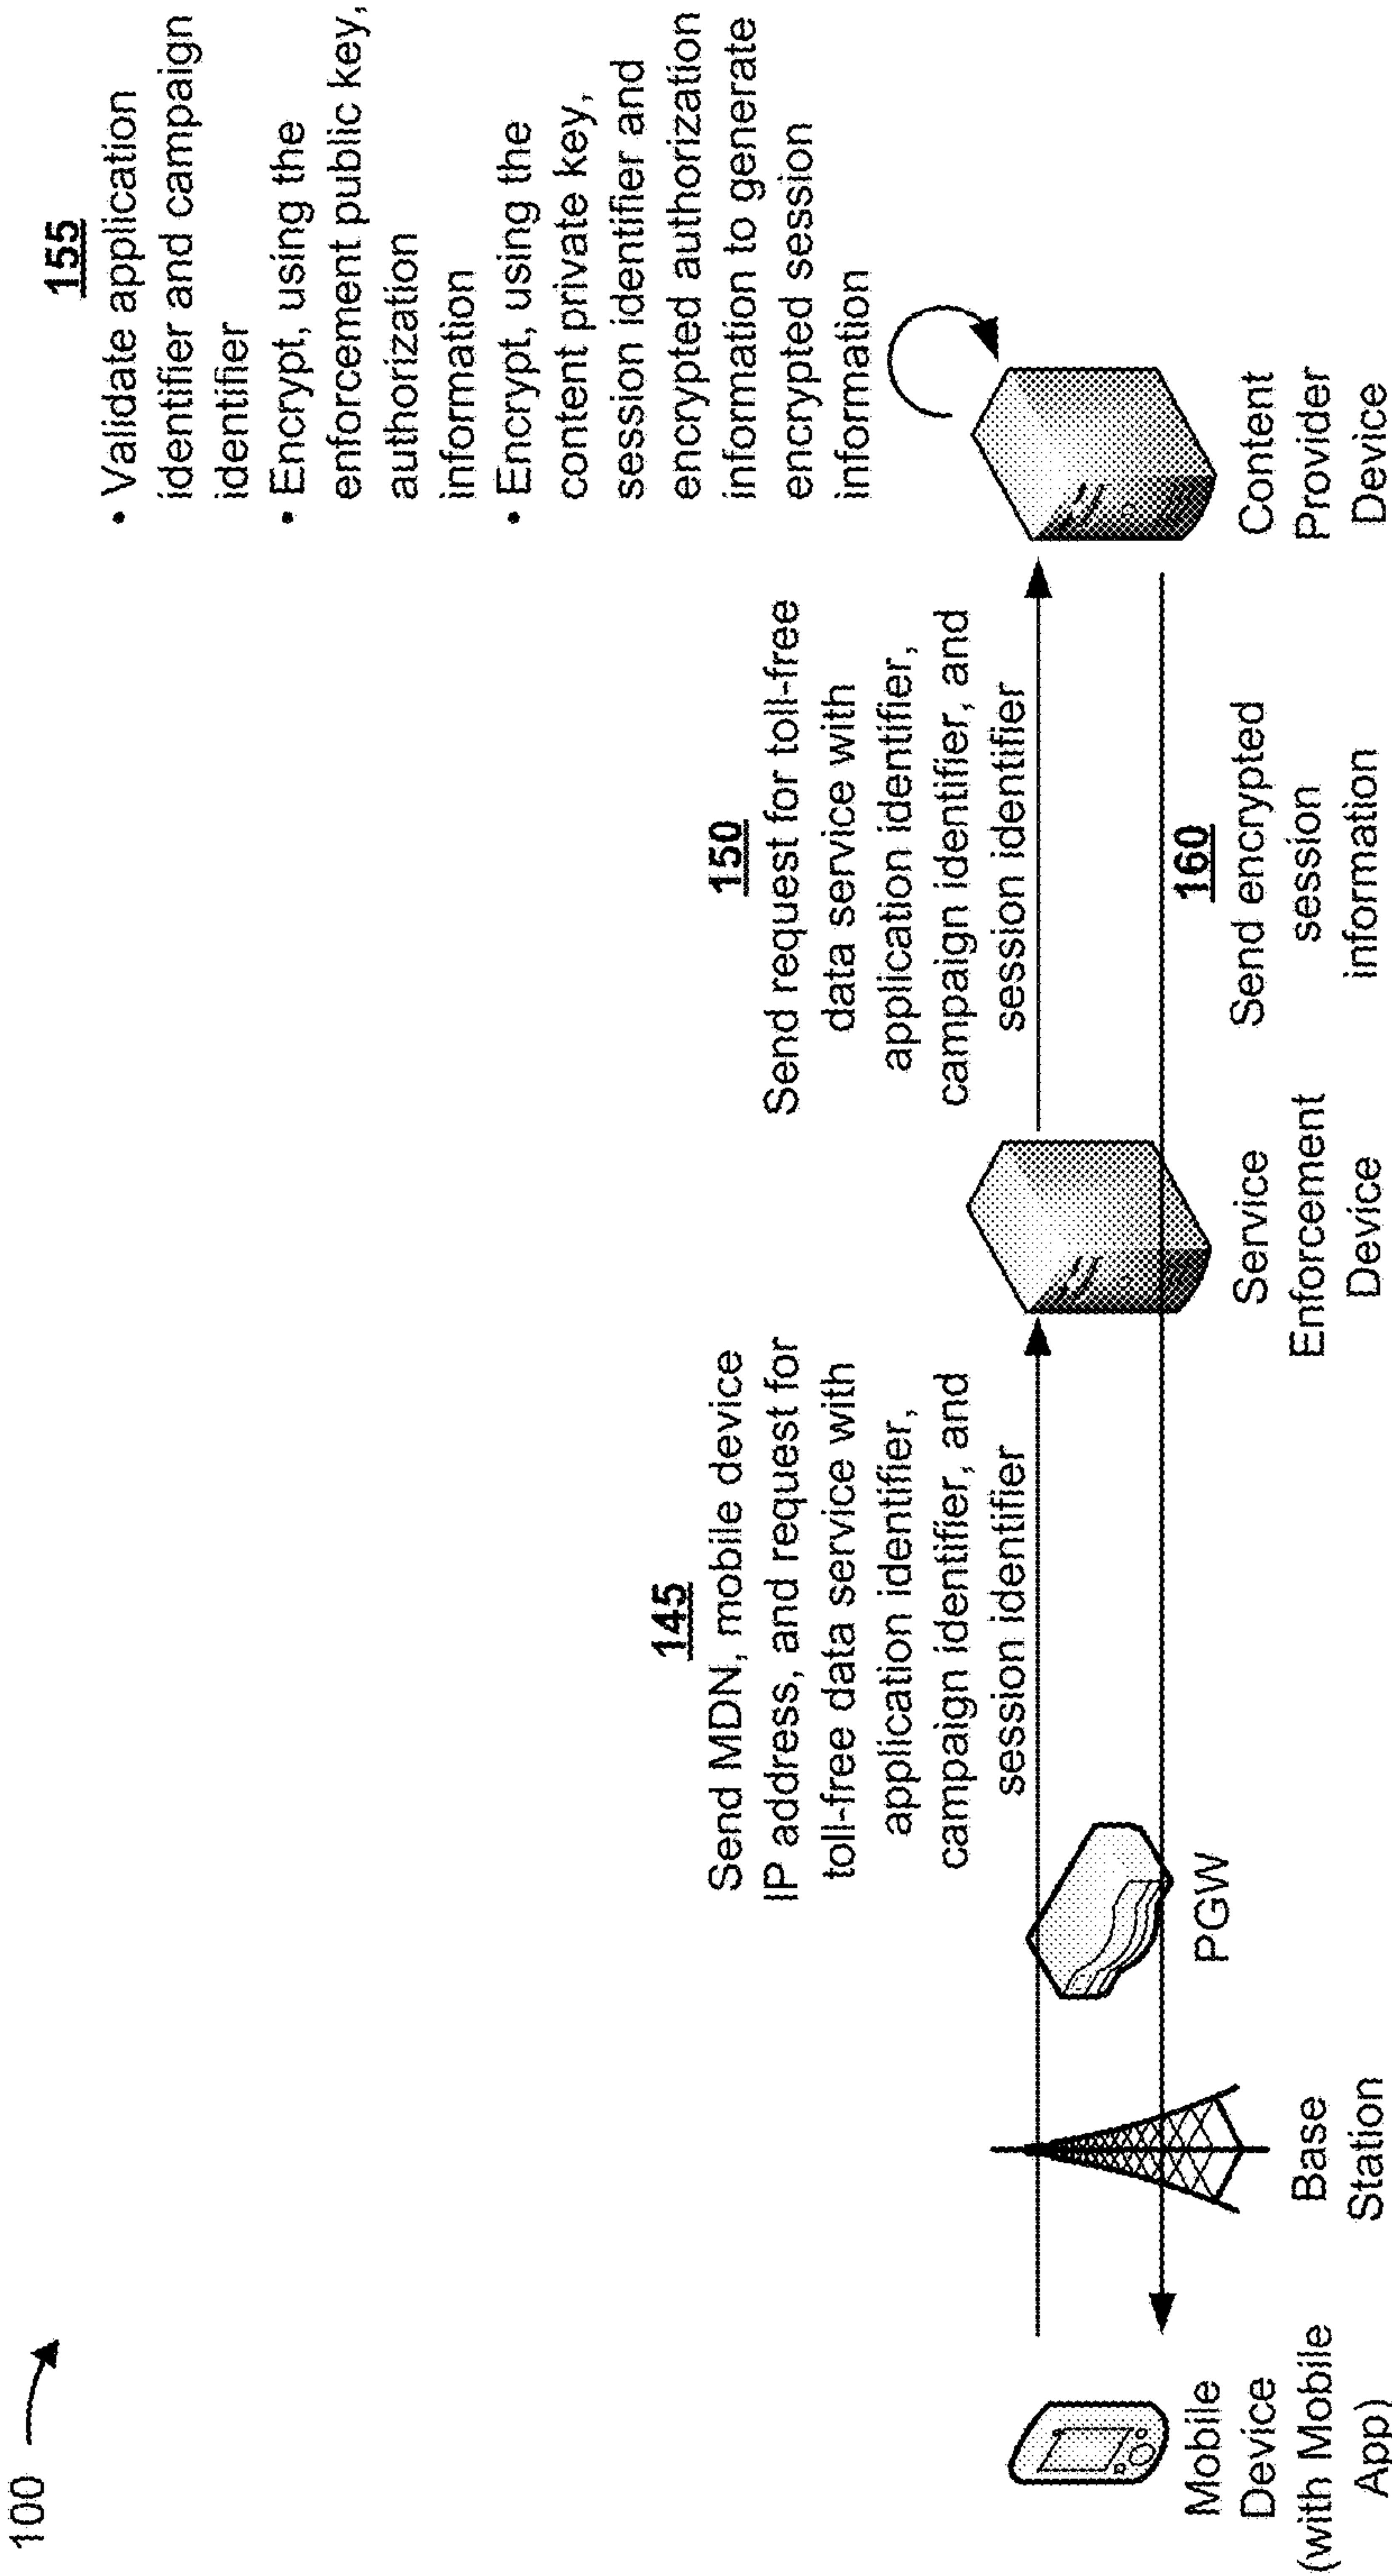 100
155
• Validate application
identifier and campaign
identifier
• Encrypt, using the
enforcement public key,
authorization
information
• Encrypt, using the
content private key,
session identifier and
encrypted authorization
information to generate
encrypted session
information
145
Send MDN, mobile device
IP address, and request for
toll-free data service with
application identifier,
campaign identifier, and
session identifier
150
Send request for toll-free
data service with
application identifier,
campaign identifier, and
session identifier
160
Send encrypted
session
information
Mobile
Device
(with Mobile
App)
Base
Station
PGW
Service
Enforcement
Device
Content
Provider
Device